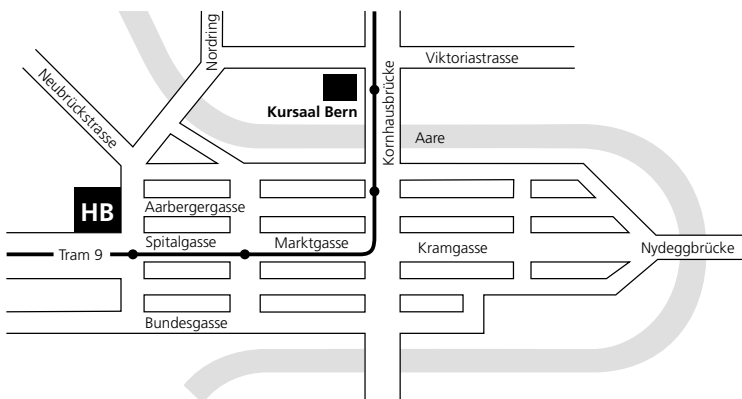 Nordring
Viktoriastrasse
Neubrückstrasse
Kursaal Bern
Kornhausbrücke
Aare
HB
Aarbergergasse
Spitalgasse
Marktgasse
Kramgasse
Nydeggbrücke
Tram 9
Bundesgasse